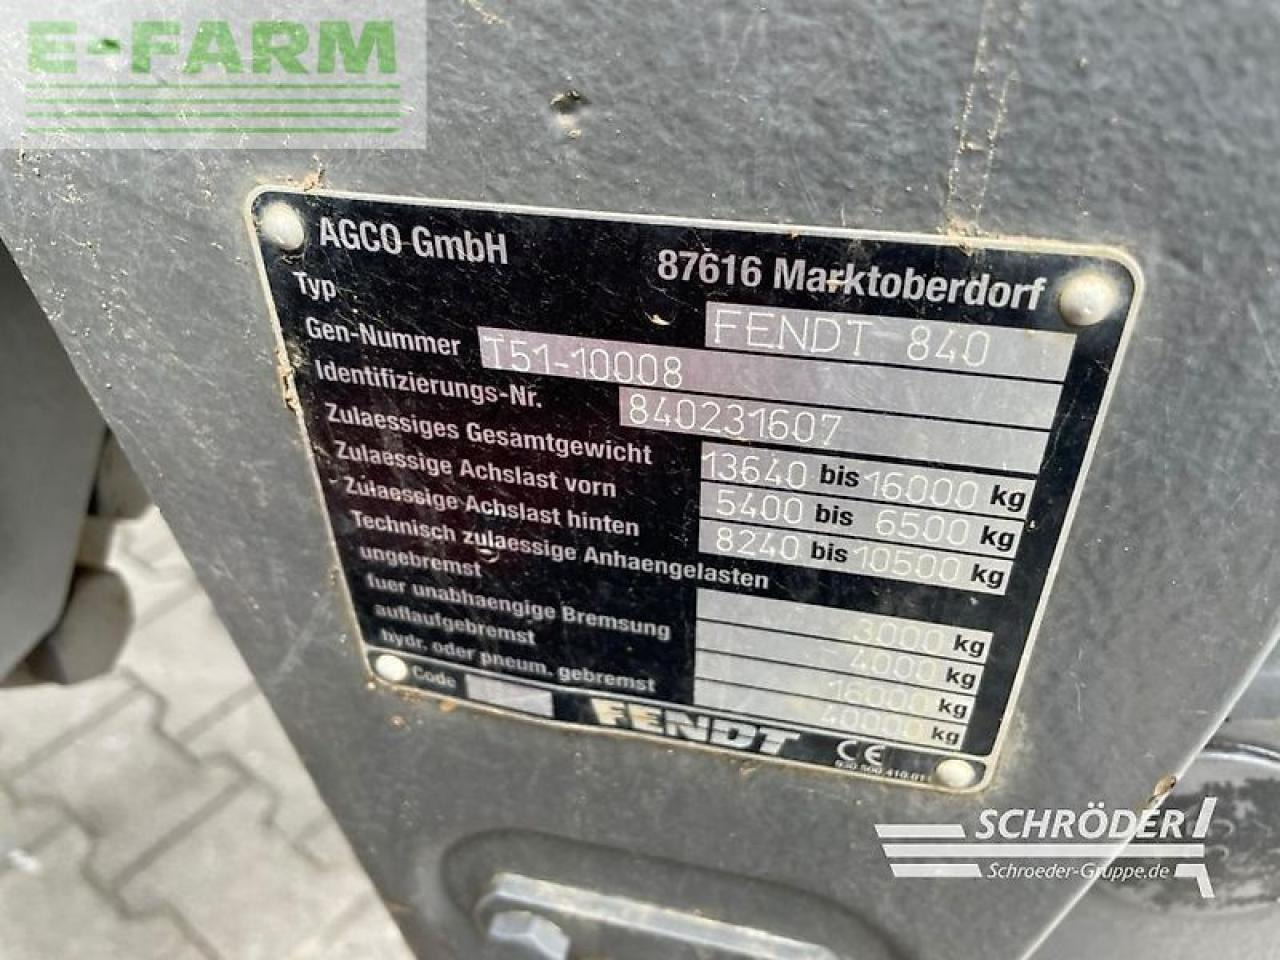 E-FARM
AGCO GmbH 87616 Marktoberdorf
Typ FENDT 840
Gen-Nummer T51-10008
Identifizierungs-Nr. 840231607
Zulaessiges Gesamtgewicht 13640 bis 16000 kg
Zulaessige Achslast vorn 5400 bis 6500 kg
Zulaessige Achslast hinten 8240 bis 10500 kg
Technisch zulaessige Anhaengelasten
ungebremst 3000 kg
fuer unabhaengige Bremsung 4000 kg
auflaufgebremst 16000 kg
hydr. oder pneum. gebremst 40000 kg
Code
FENDT CE
SCHRÖDER
Schroeder-Gruppe.de